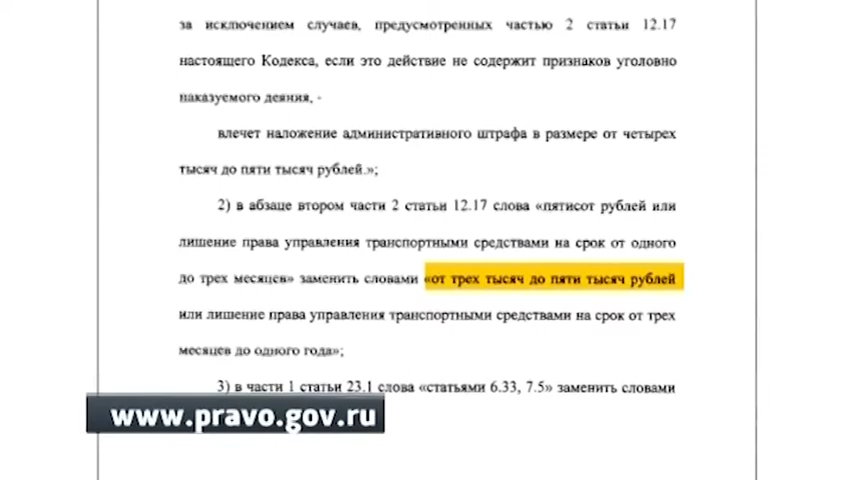 за исключением случаев, предусмотренных частью 2 статьи 12.17
настоящего Кодекса, если это действие не содержит признаков уголовно
наказуемого деяния, -
влечет наложение административного штрафа в размере от четырех
тысяч до пяти тысяч рублей.»;
2) в абзаце втором части 2 статьи 12.17 слова «пятисот рублей или
лишение права управления транспортными средствами на срок от одного
до трех месяцев» заменить словами «от трех тысяч до пяти тысяч рублей
или лишение права управления транспортными средствами на срок от трех
месяцев до одного года»;
3) в части 1 статьи 23.1 слова «статьями 6.33, 7.5» заменить словами
www.pravo.gov.ru